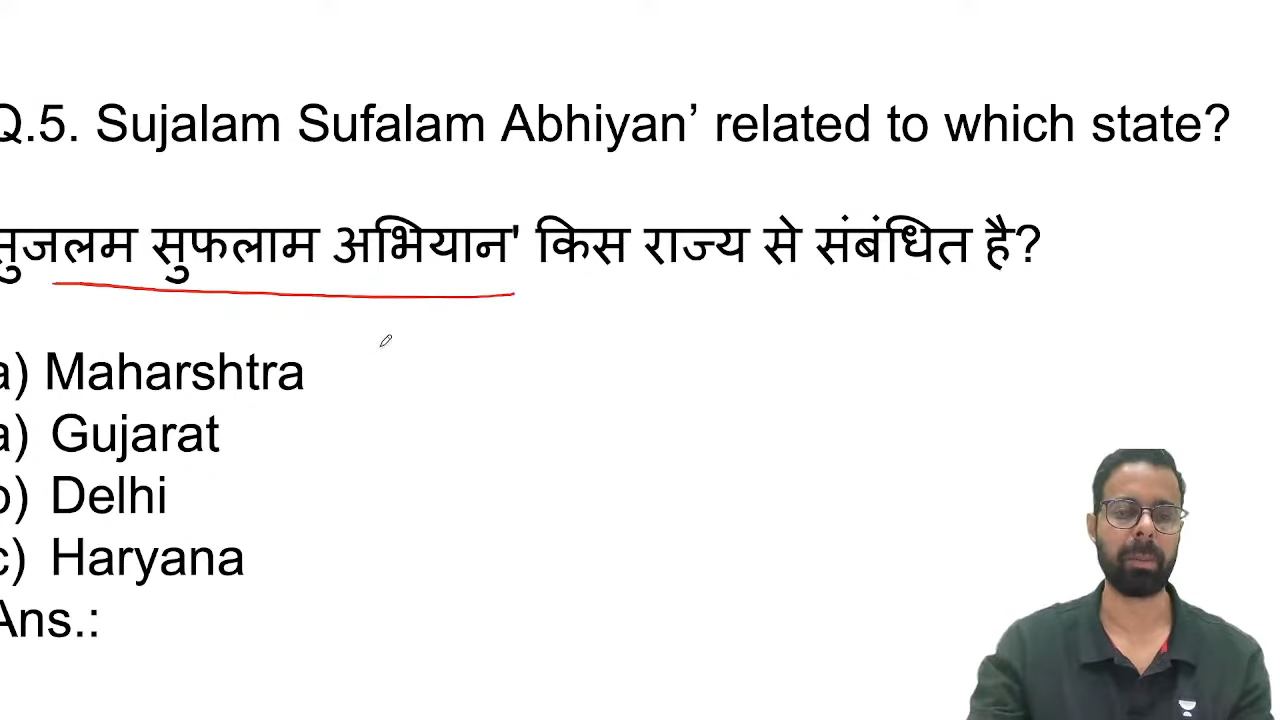 Q.5. Sujalam Sufalam Abhiyan’ related to which state?
सुजलम सुफलाम अभियान' किस राज्य से संबंधित है?
a) Maharshtra
a) Gujarat
b) Delhi
c) Haryana
Ans.: